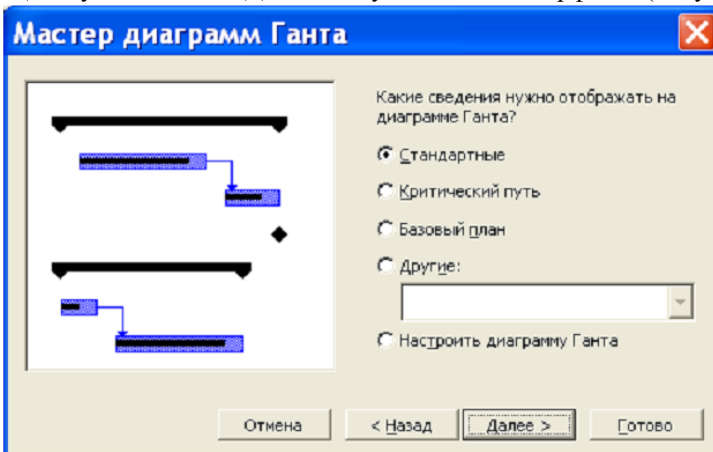 Мастер диаграмм Ганта
Какие сведения нужно отображать на
диаграмме Ганта?
Стандартные
Критический путь
Базовый план
Другие:
Настроить диаграмму Ганта
Отмена
< Назад
Далее >
Готово